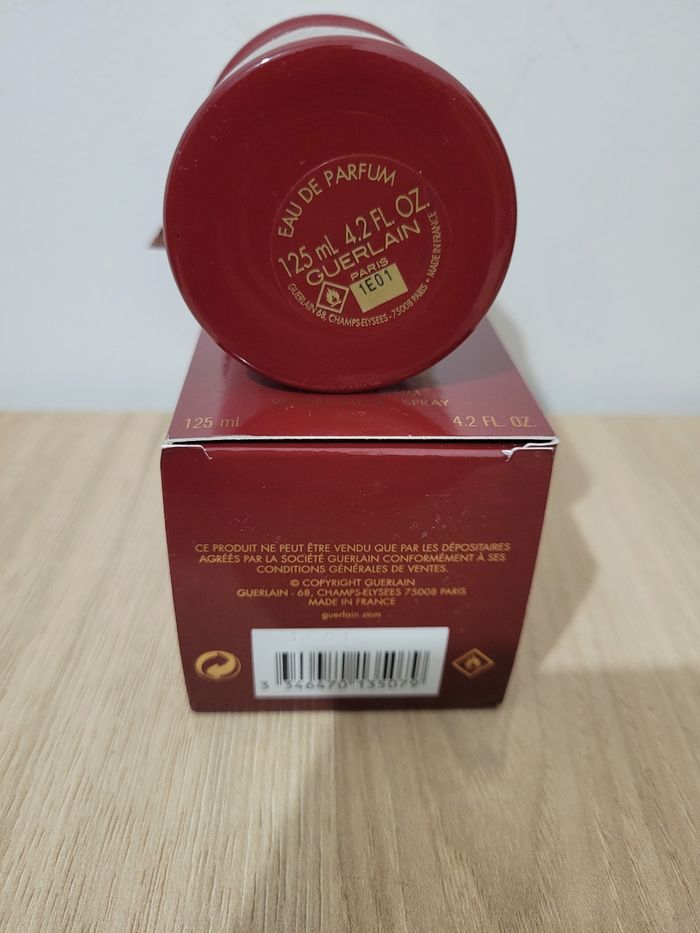 EAU DE PARFUM
125 mL 4.2 FL. OZ.
GUERLAIN
PARIS
1E01
GUERLAIN 68, CHAMPS-ELYSEES - 75008 PARIS • MADE IN FRANCE
SPRAY
125 mL 4.2 FL. OZ.
CE PRODUIT NE PEUT ÊTRE VENDU QUE PAR LES DÉPOSITAIRES
AGRÉÉS PAR LA SOCIÉTÉ GUERLAIN CONFORMÉMENT À SES
CONDITIONS GÉNÉRALES DE VENTES.
© COPYRIGHT GUERLAIN
GUERLAIN - 68, CHAMPS-ELYSEES 75008 PARIS
MADE IN FRANCE
guerlain.com
1E01
3 346470 135079